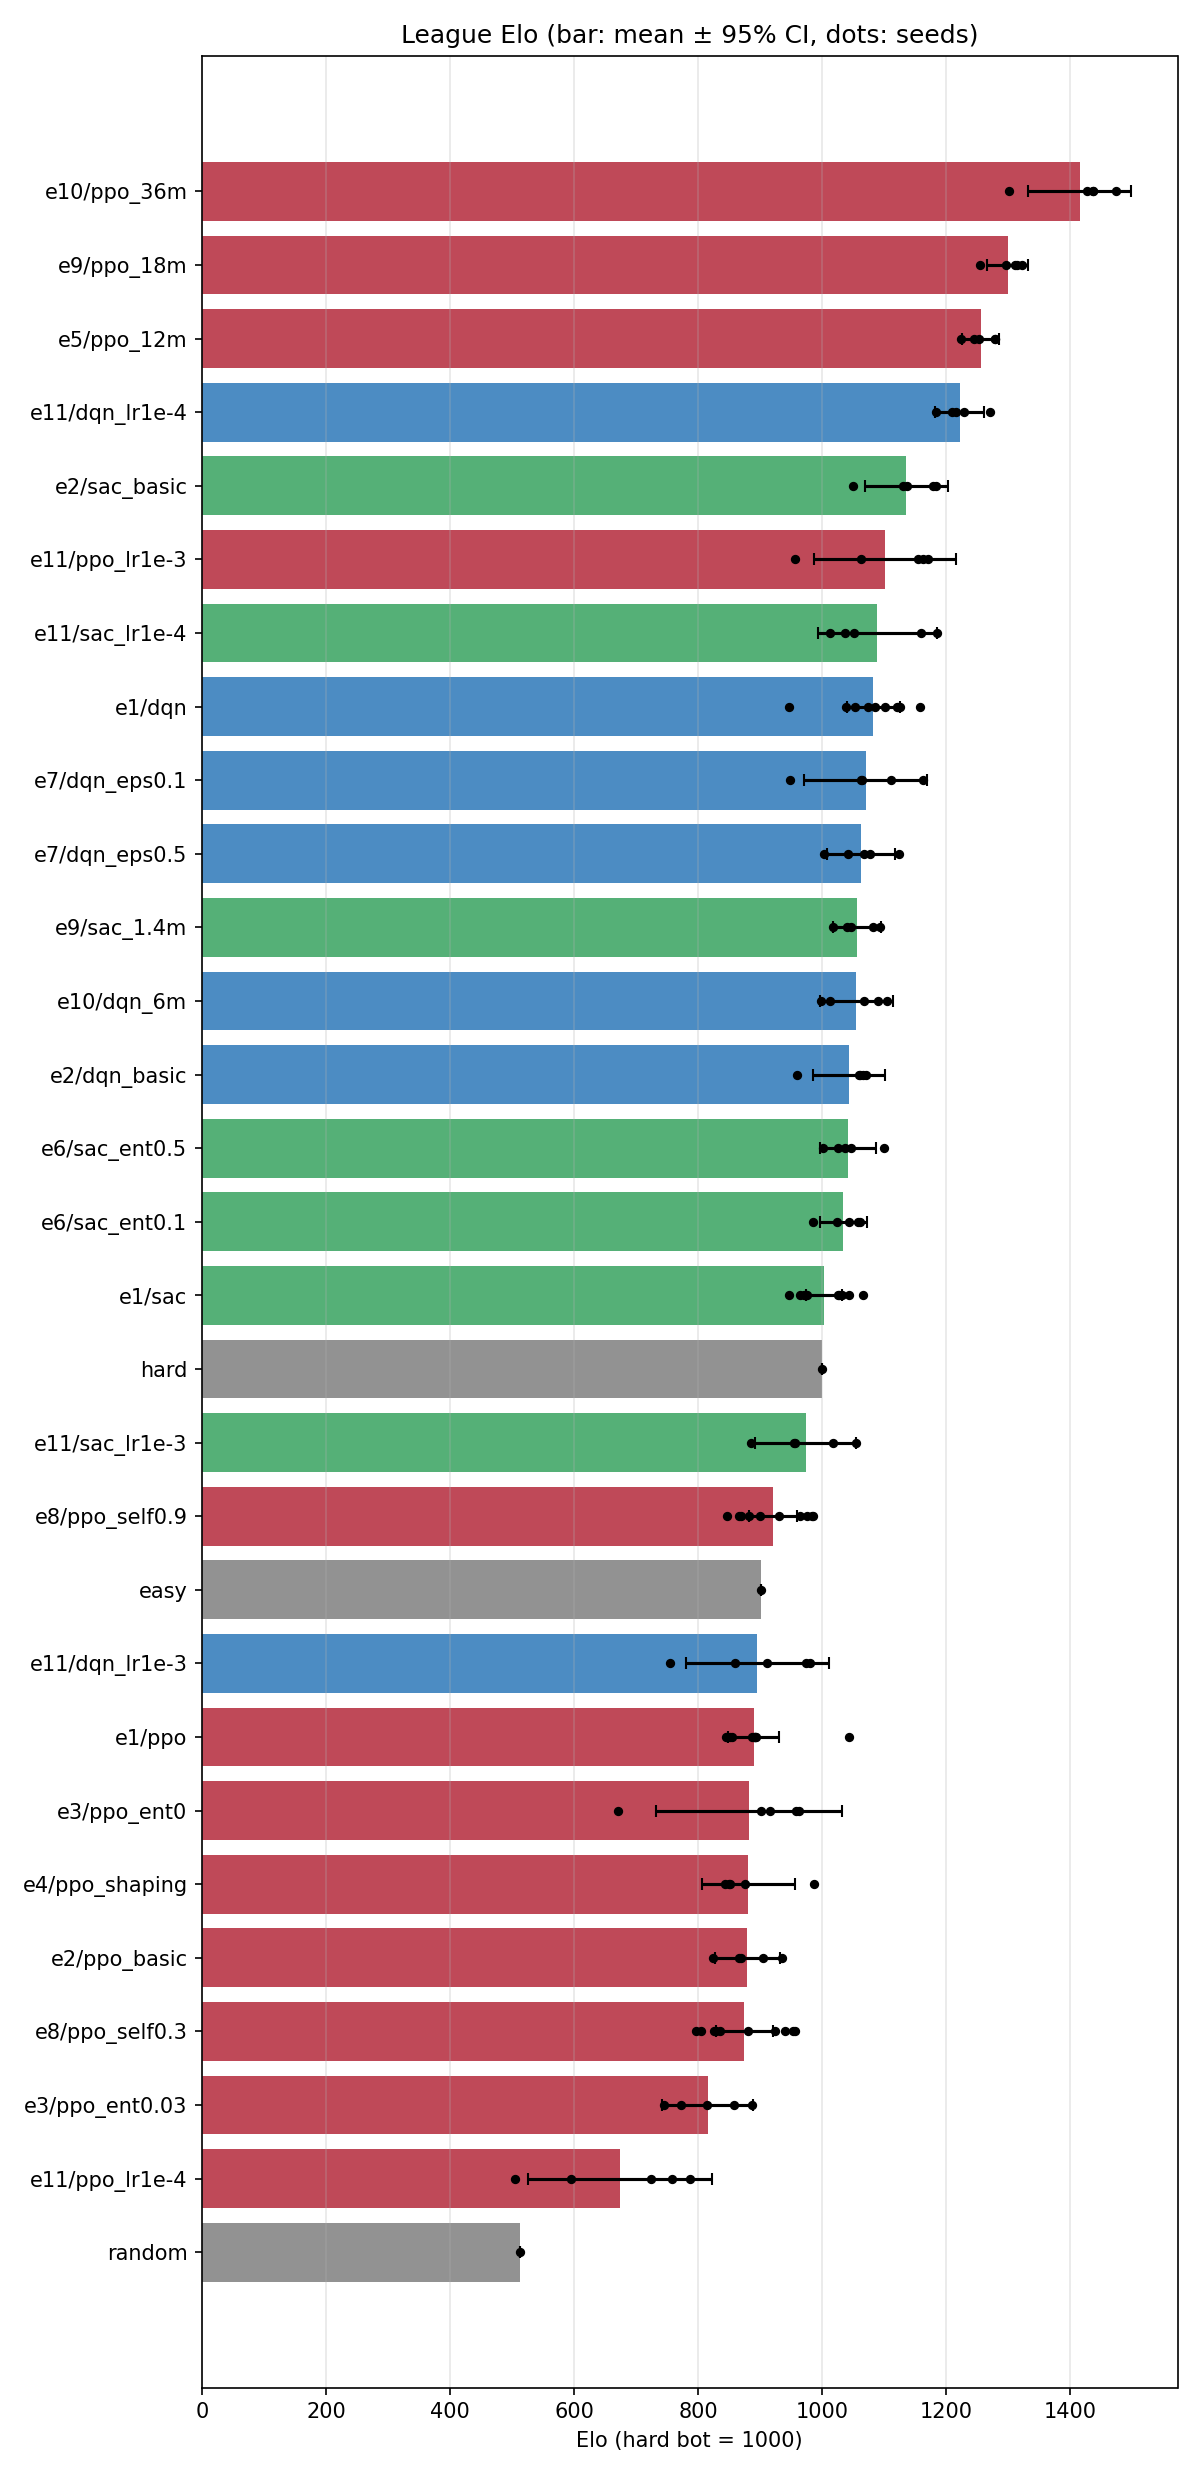 League Elo (bar: mean ± 95% CI, dots: seeds)
e10/ppo_36m
e9/ppo_18m
e5/ppo_12m
e11/dqn_lr1e-4
e2/sac_basic
e11/ppo_lr1e-3
e11/sac_lr1e-4
e1/dqn
e7/dqn_eps0.1
e7/dqn_eps0.5
e9/sac_1.4m
e10/dqn_6m
e2/dqn_basic
e6/sac_ent0.5
e6/sac_ent0.1
e1/sac
hard
e11/sac_lr1e-3
e8/ppo_self0.9
easy
e11/dqn_lr1e-3
e1/ppo
e3/ppo_ent0
e4/ppo_shaping
e2/ppo_basic
e8/ppo_self0.3
e3/ppo_ent0.03
e11/ppo_lr1e-4
random
0 200 400 600 800 1000 1200 1400
Elo (hard bot = 1000)